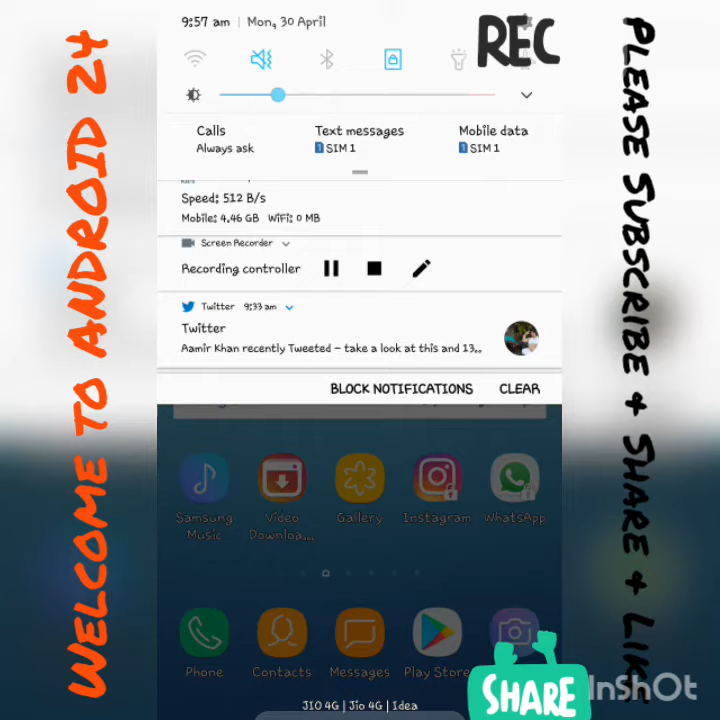 WELCOME TO ANDROID 24
9:57 am | Mon, 30 April
REC
Calls
Always ask
Text messages
1 SIM 1
Mobile data
1 SIM 1
Speed: 512 B/s
Mobile: 4.46 GB WiFi: 0 MB
Screen Recorder
Recording controller
Twitter 9:33 am
Twitter
Aamir Khan recently Tweeted – take a look at this and 13..
BLOCK NOTIFICATIONS CLEAR
Samsung Music
Video Downloa...
Gallery
Instagram
WhatsApp
Phone
Contacts
Messages
Play Store
JIO 4G | Jio 4G | Idea
SHARE
InShOt
PLEASE SUBSCRIBE + SHARE + LIKE